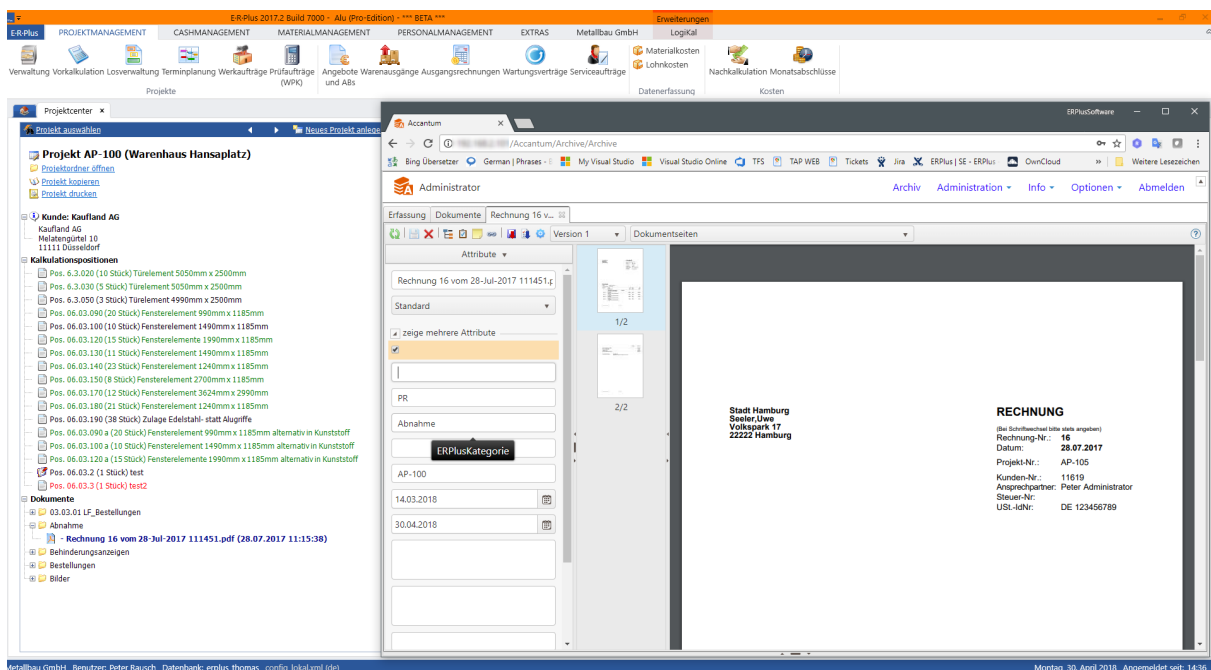 E-R-Plus 2017.2 Build 7000 - Alu (Pro-Edition) - *** BETA ***
Erweiterungen
E-R-Plus PROJEKTMANAGEMENT CASHMANAGEMENT MATERIALMANAGEMENT PERSONALMANAGEMENT EXTRAS Metallbau GmbH LogiKal
Verwaltung Vorkalkulation Losverwaltung Terminplanung Werkaufträge Prüfaufträge (WPK) Angebote und ABs Warenausgänge Ausgangsrechnungen Wartungsverträge Serviceaufträge
Materialkosten
Lohnkosten
Nachkalkulation Monatsabschlüsse
Projekte
Datenerfassung
Kosten
Projektcenter
Projekt auswählen Neues Projekt anlege
Projekt AP-100 (Warenhaus Hansaplatz)
Projektordner öffnen
Projekt kopieren
Projekt drucken
Kunde: Kaufland AG
Kaufland AG
Melatengürtel 10
11111 Düsseldorf
Kalkulationspositionen
Pos. 6.3.020 (10 Stück) Türelement 5050mm x 2500mm
Pos. 6.3.030 (5 Stück) Türelement 5050mm x 2500mm
Pos. 6.3.050 (3 Stück) Türelement 4990mm x 2500mm
Pos. 06.03.090 (20 Stück) Fensterelement 990mm x 1185mm
Pos. 06.03.100 (10 Stück) Fensterelement 1490mm x 1185mm
Pos. 06.03.120 (15 Stück) Fensterelemente 1990mm x 1185mm
Pos. 06.03.130 (11 Stück) Fensterelement 1490mm x 1185mm
Pos. 06.03.140 (23 Stück) Fensterelement 1240mm x 1185mm
Pos. 06.03.150 (8 Stück) Fensterelement 2700mm x 1185mm
Pos. 06.03.170 (12 Stück) Fensterelement 3624mm x 2990mm
Pos. 06.03.180 (21 Stück) Fensterelement 1240mm x 1185mm
Pos. 06.03.190 (38 Stück) Zulage Edelstahl- statt Alugriffe
Pos. 06.03.090 a (20 Stück) Fensterelement 990mm x 1185mm alternativ in Kunststoff
Pos. 06.03.100 a (10 Stück) Fensterelement 1490mm x 1185mm alternativ in Kunststoff
Pos. 06.03.120 a (15 Stück) Fensterelemente 1990mm x 1185mm alternativ in Kunststoff
Pos. 06.03.2 (1 Stück) test
Pos. 06.03.3 (1 Stück) test2
Dokumente
03.03.01 LF_Bestellungen
Abnahme
- Rechnung 16 vom 28-Jul-2017 111451.pdf (28.07.2017 11:15:38)
Behinderungsanzeigen
Bestellungen
Bilder
Accantum
ERPlusSoftware
/Accantum/Archive/Archive
Bing Übersetzer German | Phrases - E My Visual Studio Visual Studio Online TFS TAP WEB Tickets Jira ERPlus | SE - ERPlus OwnCloud » Weitere Lesezeichen
Administrator
Archiv Administration Info Optionen Abmelden
Erfassung Dokumente Rechnung 16 v...
Version 1 Dokumentseiten
Attribute
Rechnung 16 vom 28-Jul-2017 111451.p
Standard
zeige mehrere Attribute
PR
Abnahme
ERPlusKategorie
AP-100
14.03.2018
30.04.2018
1/2
2/2
Stadt Hamburg
Seeler,Uwe
Volkspark 17
22222 Hamburg
RECHNUNG
(Bei Schriftwechsel bitte stets angeben)
Rechnung-Nr.: 16
Datum: 28.07.2017
Projekt-Nr.: AP-105
Kunden-Nr.: 11619
Ansprechpartner: Peter Administrator
Steuer-Nr:
USt.-IdNr: DE 123456789
Metallbau GmbH Benutzer: Peter Rausch Datenbank: erplus_thomas config_lokal.xml (de)
Montag, 30. April 2018 Angemeldet seit: 14:36